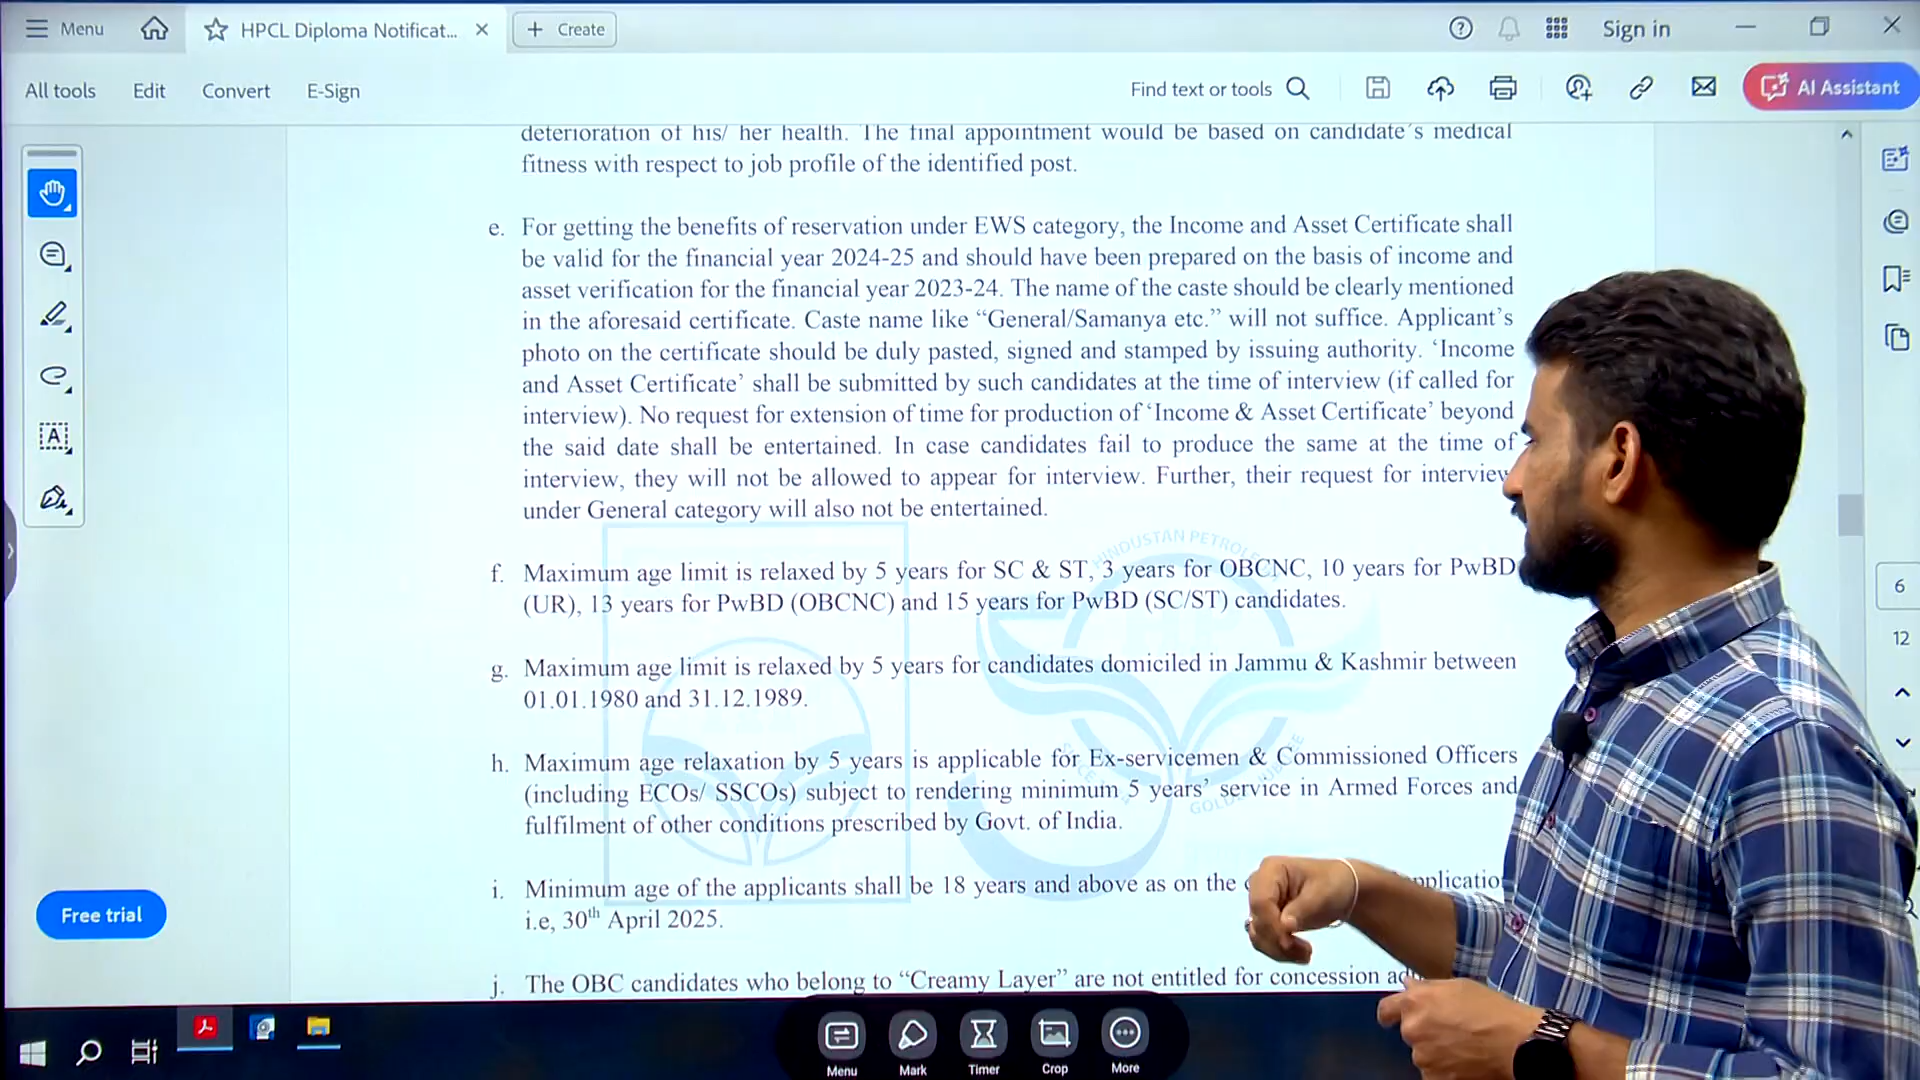 Menu
HPCL Diploma Notificat...
Create
Sign in
All tools
Edit
Convert
E-Sign
Find text or tools
AI Assistant
deterioration of his/ her health. The final appointment would be based on candidate's medical
fitness with respect to job profile of the identified post.
e. For getting the benefits of reservation under EWS category, the Income and Asset Certificate shall
be valid for the financial year 2024-25 and should have been prepared on the basis of income and
asset verification for the financial year 2023-24. The name of the caste should be clearly mentioned
in the aforesaid certificate. Caste name like “General/Samanya etc.” will not suffice. Applicant's
photo on the certificate should be duly pasted, signed and stamped by issuing authority. ‘Income
and Asset Certificate’ shall be submitted by such candidates at the time of interview (if called for
interview). No request for extension of time for production of ‘Income & Asset Certificate’ beyond
the said date shall be entertained. In case candidates fail to produce the same at the time of
interview, they will not be allowed to appear for interview. Further, their request for interview
under General category will also not be entertained.
HINDUSTAN PETROLE
f. Maximum age limit is relaxed by 5 years for SC & ST, 3 years for OBCNC, 10 years for PwBD
(UR), 13 years for PwBD (OBCNC) and 15 years for PwBD (SC/ST) candidates.
HP
g. Maximum age limit is relaxed by 5 years for candidates domiciled in Jammu & Kashmir between
01.01.1980 and 31.12.1989.
h. Maximum age relaxation by 5 years is applicable for Ex-servicemen & Commissioned Officers
(including ECOs/ SSCOs) subject to rendering minimum 5 years’ service in Armed Forces and
fulfilment of other conditions prescribed by Govt. of India.
i. Minimum age of the applicants shall be 18 years and above as on the
i.e, 30th April 2025.
j. The OBC candidates who belong to “Creamy Layer” are not entitled for concession
6
12
Free trial
Menu
Mark
Timer
Crop
More